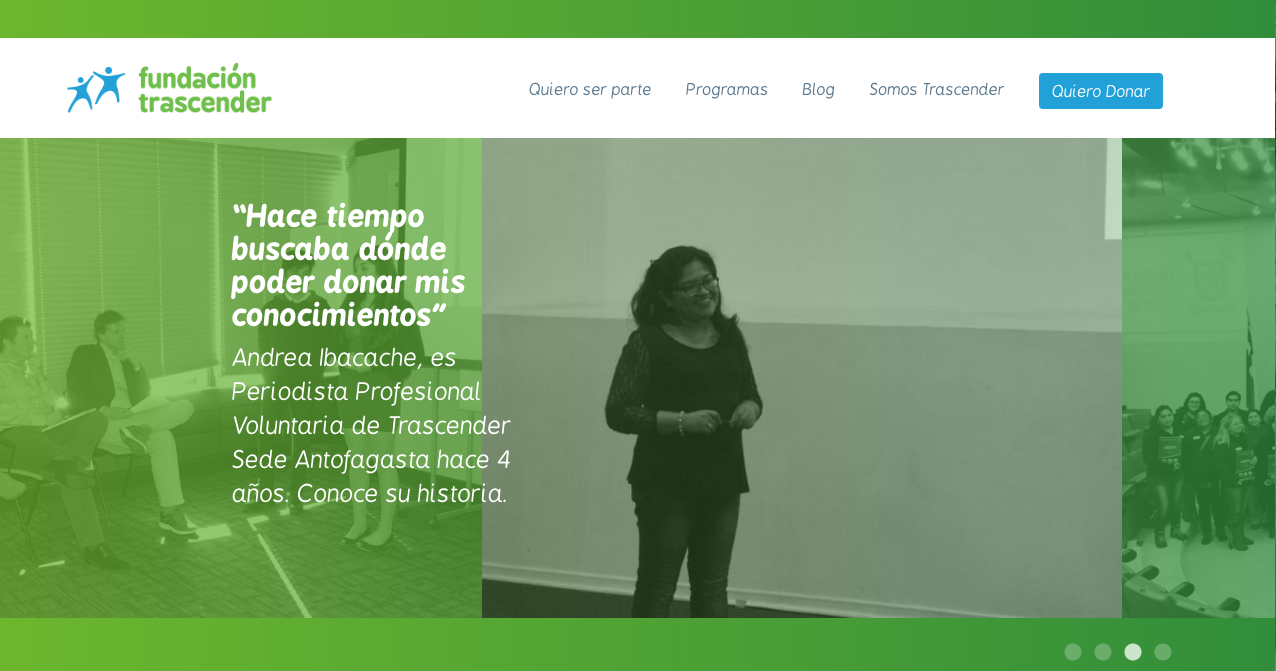 fundación
trascender
Quiero ser parte
Programas
Blog
Somos Trascender
Quiero Donar
“Hace tiempo
buscaba dónde
poder donar mis
conocimientos”
Andrea Ibacache, es
Periodista Profesional
Voluntaria de Trascender
Sede Antofagasta hace 4
años. Conoce su historia.